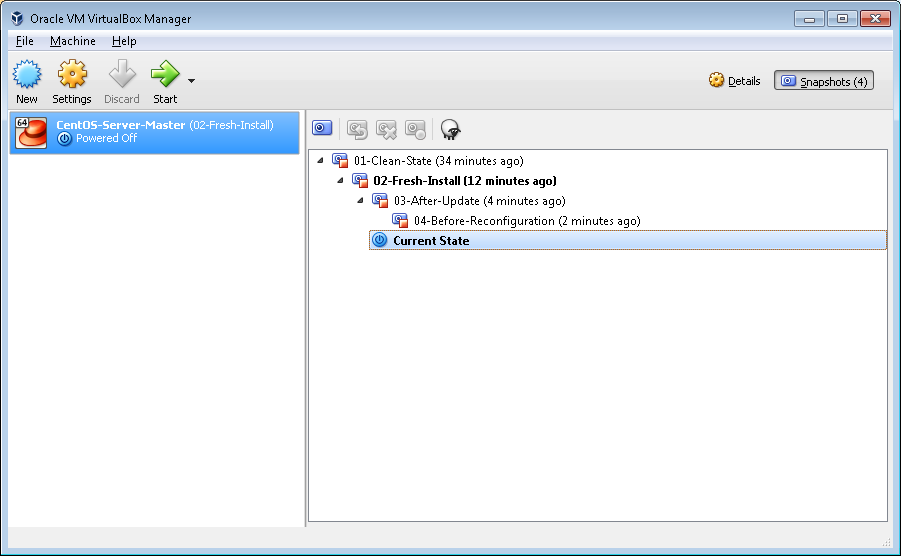 Oracle VM VirtualBox Manager
File Machine Help
New Settings Discard Start Details Snapshots (4)
64 CentOS-Server-Master (02-Fresh-Install)
Powered Off
01-Clean-State (34 minutes ago)
02-Fresh-Install (12 minutes ago)
03-After-Update (4 minutes ago)
04-Before-Reconfiguration (2 minutes ago)
Current State